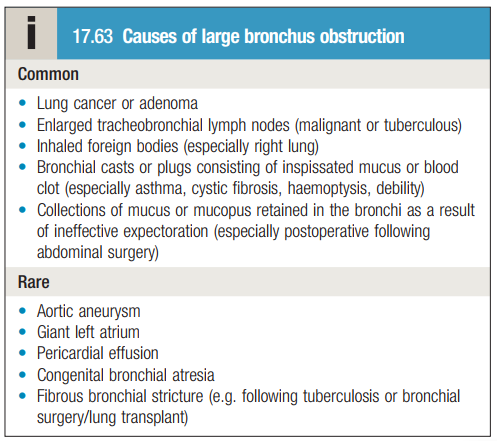 i 17.63 Causes of large bronchus obstruction
Common
• Lung cancer or adenoma
• Enlarged tracheobronchial lymph nodes (malignant or tuberculous)
• Inhaled foreign bodies (especially right lung)
• Bronchial casts or plugs consisting of inspissated mucus or blood
clot (especially asthma, cystic fibrosis, haemoptysis, debility)
• Collections of mucus or mucopus retained in the bronchi as a result
of ineffective expectoration (especially postoperative following
abdominal surgery)
Rare
• Aortic aneurysm
• Giant left atrium
• Pericardial effusion
• Congenital bronchial atresia
• Fibrous bronchial stricture (e.g. following tuberculosis or bronchial
surgery/lung transplant)